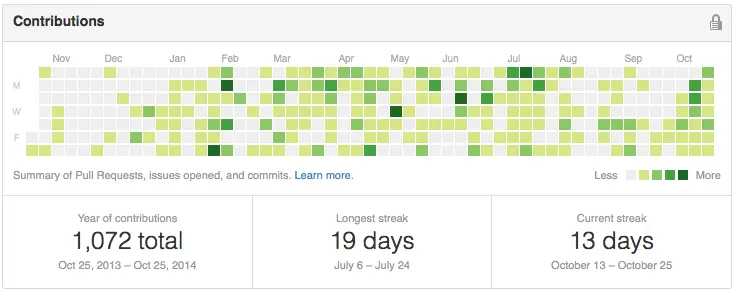 Contributions
Nov Dec Jan Feb Mar Apr May Jun Jul Aug Sep Oct
M
W
F
Summary of Pull Requests, issues opened, and commits. Learn more. Less More
Year of contributions
1,072 total
Oct 25, 2013 – Oct 25, 2014
Longest streak
19 days
July 6 – July 24
Current streak
13 days
October 13 – October 25